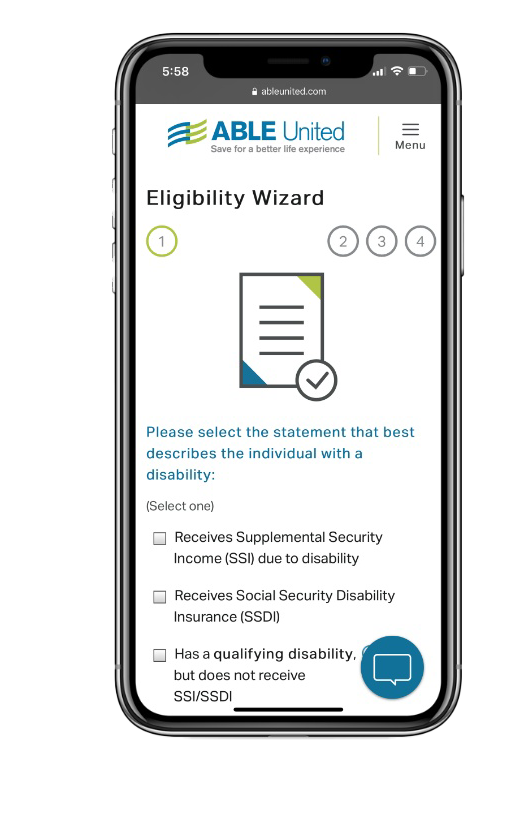 5:58
ableunited.com
ABLE United
Save for a better life experience
Menu
Eligibility Wizard
1 2 3 4
Please select the statement that best
describes the individual with a
disability:
(Select one)
Receives Supplemental Security
Income (SSI) due to disability
Receives Social Security Disability
Insurance (SSDI)
Has a qualifying disability,
but does not receive
SSI/SSDI